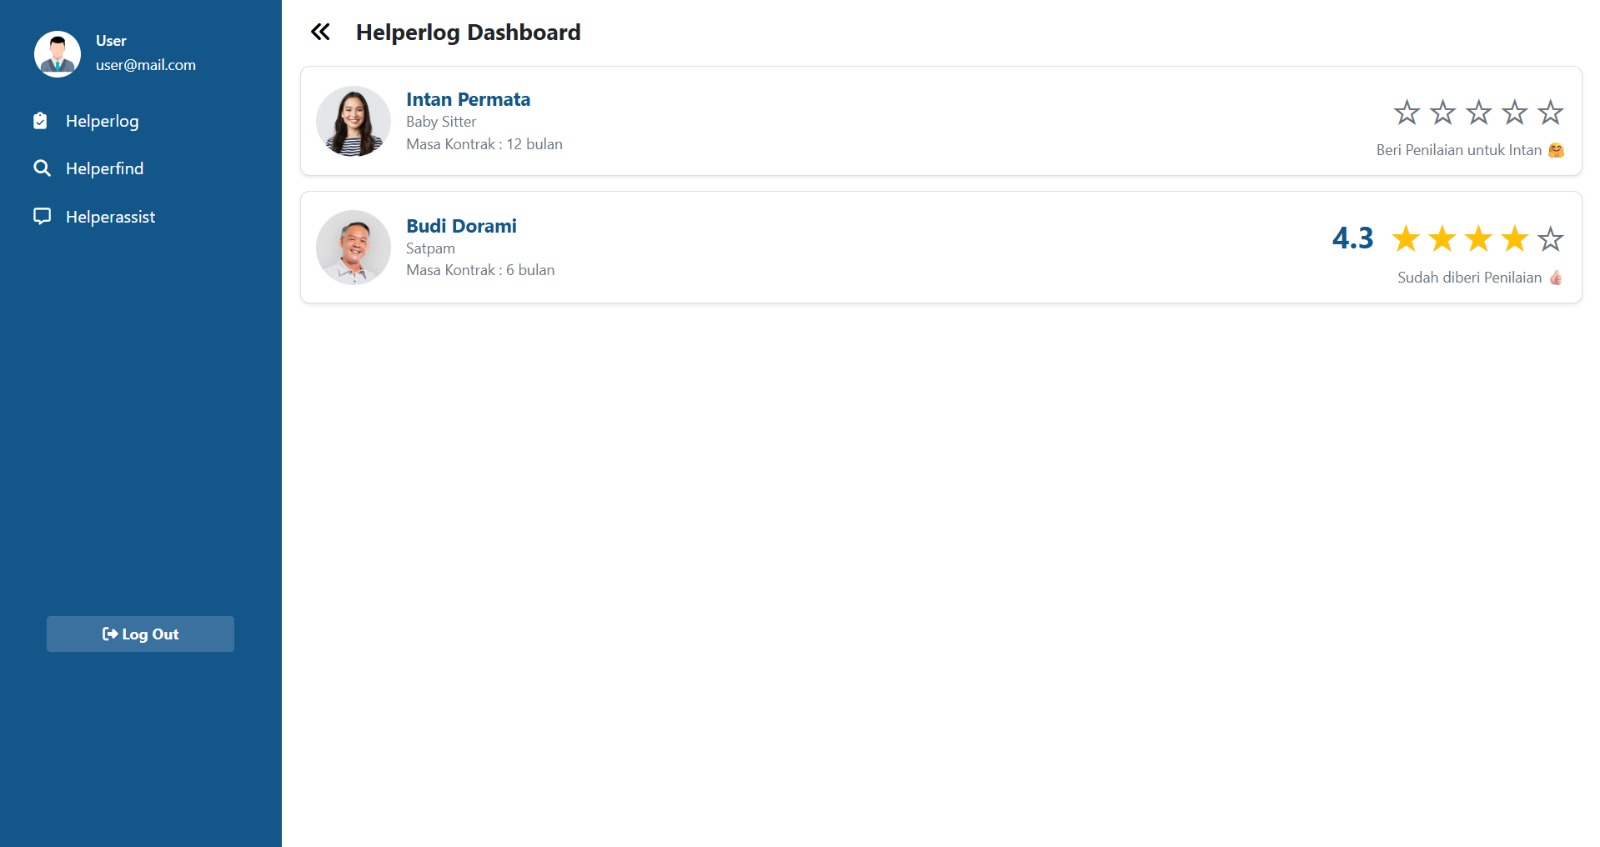 User
user@mail.com
Helperlog
Helperfind
Helperassist
Log Out
Helperlog Dashboard
Intan Permata
Baby Sitter
Masa Kontrak : 12 bulan
Beri Penilaian untuk Intan 🤗
Budi Dorami
Satpam
Masa Kontrak : 6 bulan
4.3
Sudah diberi Penilaian 👍🏻